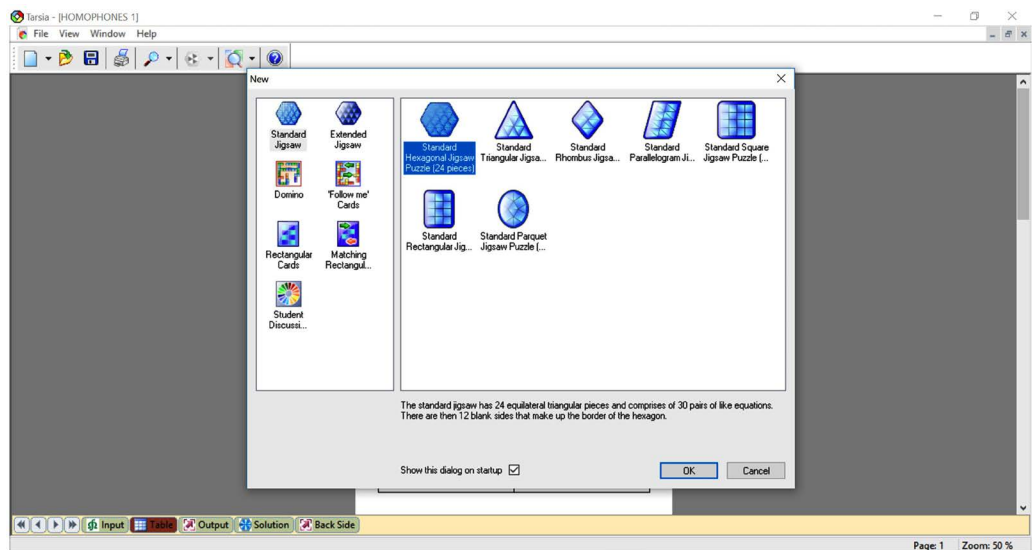 Tarsia - [HOMOPHONES 1]
File View Window Help
New
Standard
Jigsaw
Extended
Jigsaw
Domino
'Follow me'
Cards
Rectangular
Cards
Matching
Rectangul...
Student
Discussi...
Standard
Hexagonal Jigsaw
Puzzle (24 pieces)
Standard
Triangular Jigsa...
Standard
Rhombus Jigsa...
Standard
Parallelogram Ji...
Standard Square
Jigsaw Puzzle (...
Standard
Rectangular Jig...
Standard Parquet
Jigsaw Puzzle (...
The standard jigsaw has 24 equilateral triangular pieces and comprises of 30 pairs of like equations.
There are then 12 blank sides that make up the border of the hexagon.
Show this dialog on startup
OK Cancel
Input Table Output Solution Back Side
Page: 1 Zoom: 50 %